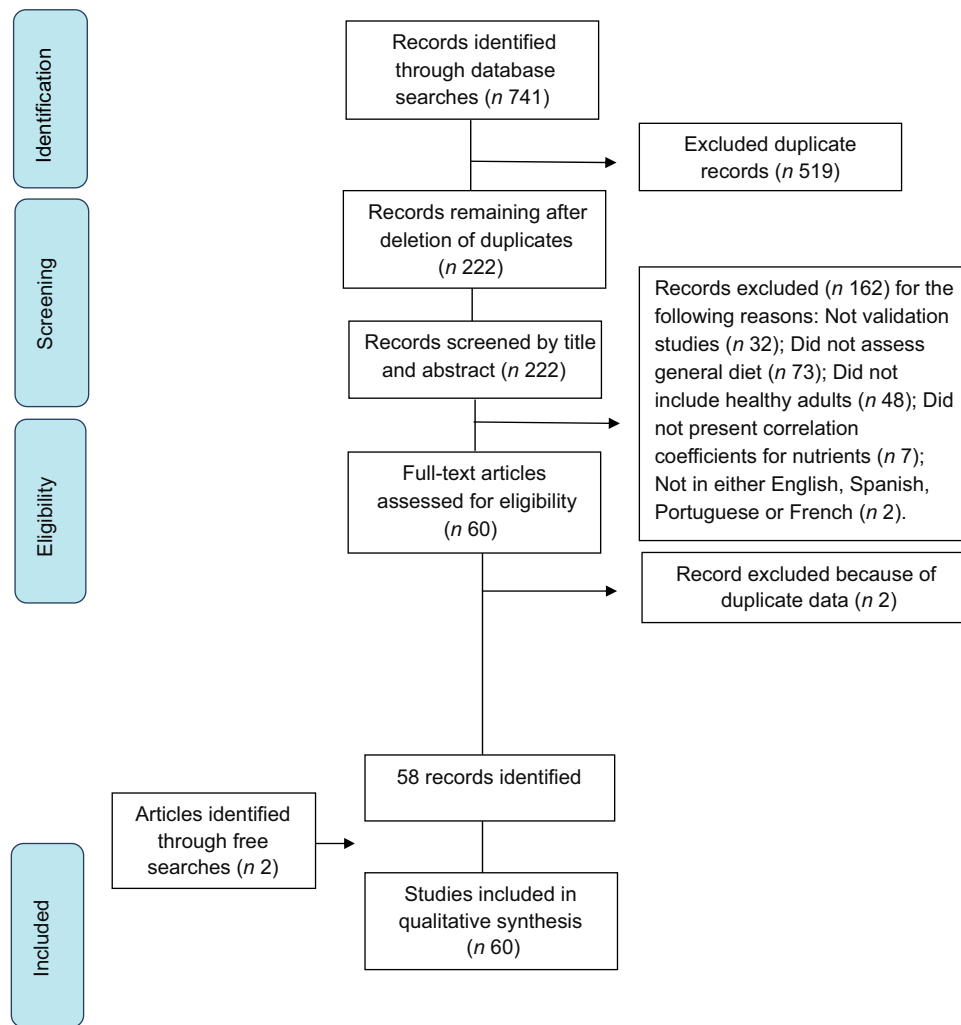 Identification
Records identified
through database
searches (n 741)
Excluded duplicate
records (n 519)
Screening
Records remaining after
deletion of duplicates
(n 222)
Records screened by title
and abstract (n 222)
Records excluded (n 162) for the
following reasons: Not validation
studies (n 32); Did not assess
general diet (n 73); Did not
include healthy adults (n 48); Did
not present correlation
coefficients for nutrients (n 7);
Not in either English, Spanish,
Portuguese or French (n 2).
Eligibility
Full-text articles
assessed for eligibility
(n 60)
Record excluded because of
duplicate data (n 2)
58 records identified
Articles identified
through free
searches (n 2)
Included
Studies included in
qualitative synthesis
(n 60)